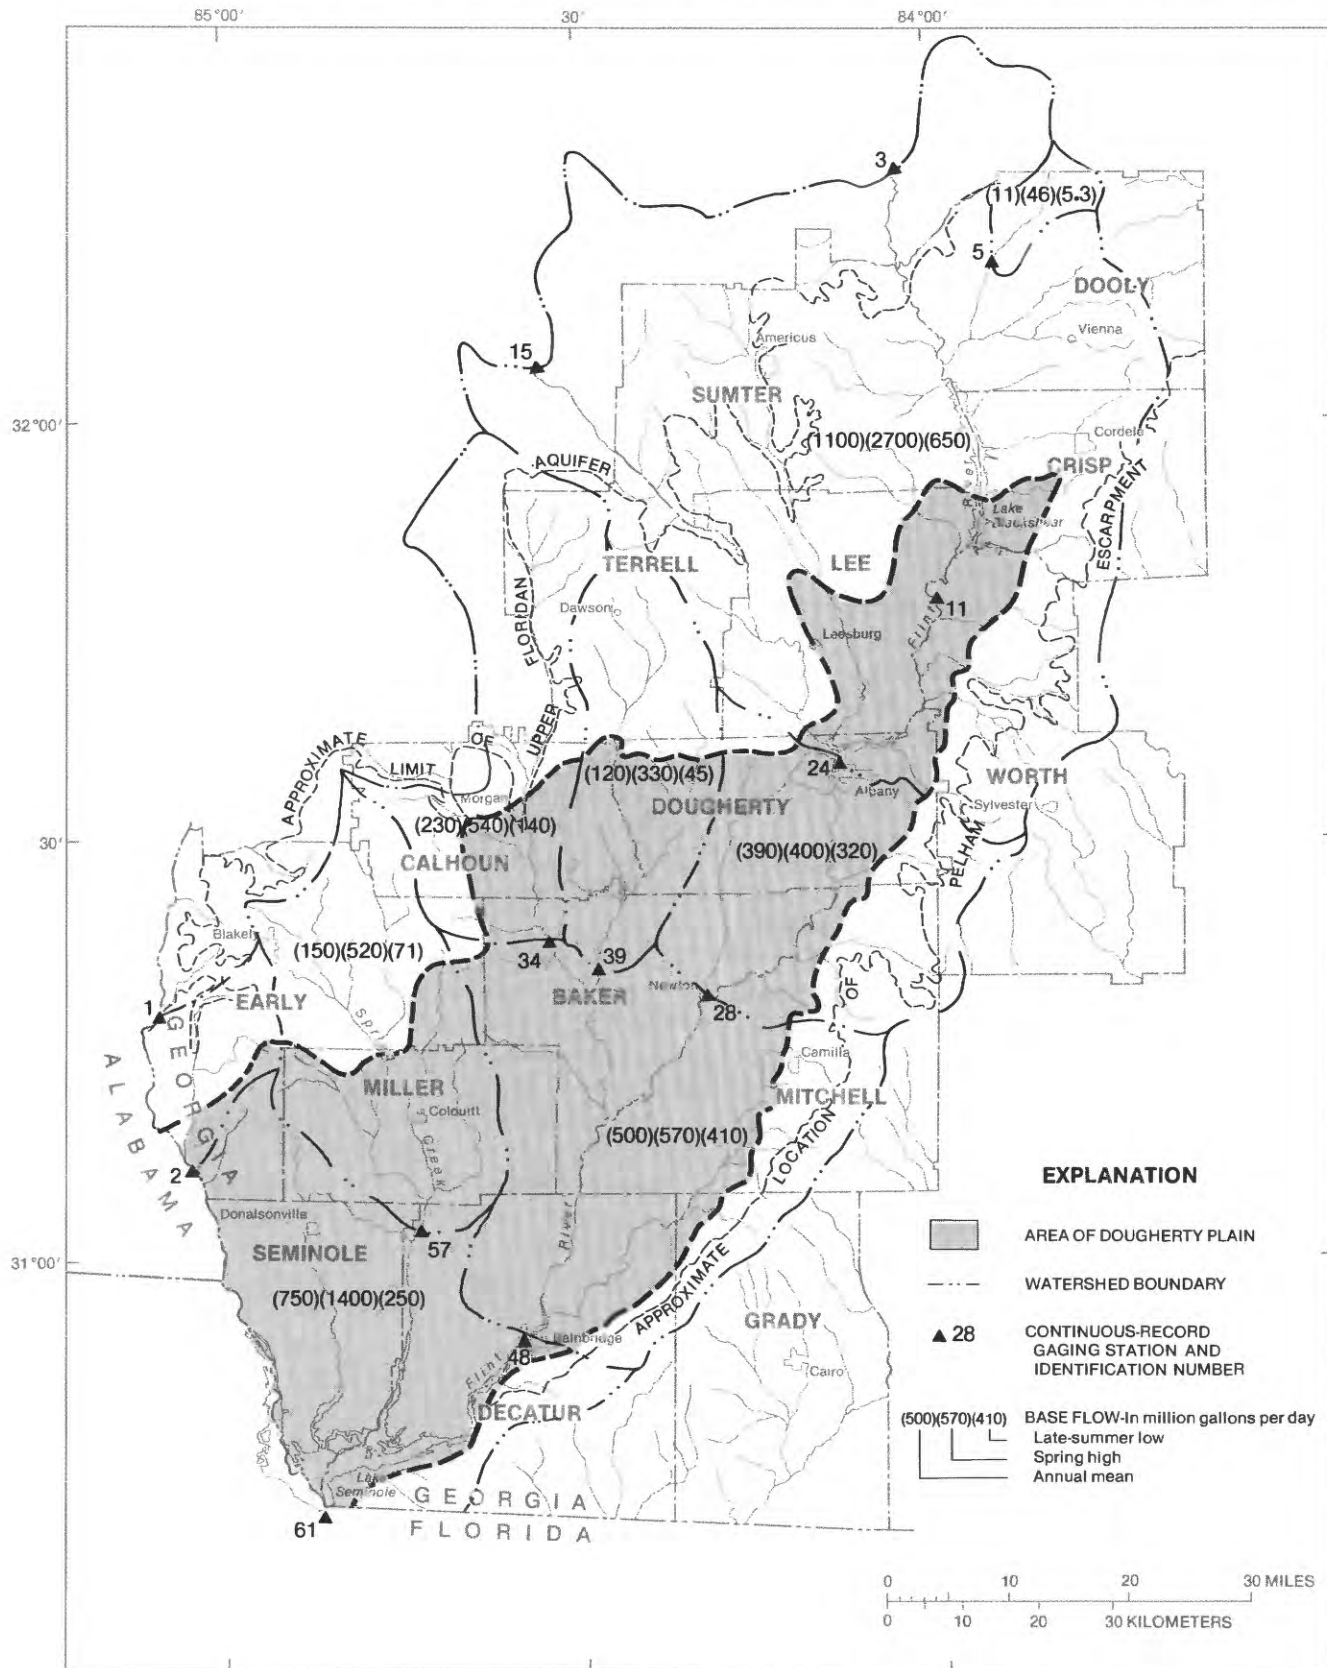 85°00'
30'
84°00'
3
(11)(46)(5.3)
5
DOOLY
Vienna
Americus
15
SUMTER
32°00'
(1100)(2700)(650)
Cordele
CRISP
AQUIFER
River
Lake
Blackshear
ESCARPMENT
TERRELL
LEE
Dawson
FLORIDAN
11
Flint
Leesburg
UPPER
OF
APPROXIMATE
LIMIT
(120)(330)(45)
24
WORTH
Morgan
DOUGHERTY
Albany
Sylvester
(230)(540)(140)
30'
CALHOUN
(390)(400)(320)
PELHAM
Blakely
(150)(520)(71)
34
39
OF
EARLY
BAKER
Newton
28
1
Spring
GEORGIA
ALABAMA
Camilla
MILLER
MITCHELL
Colquitt
Creek
(500)(570)(410)
LOCATION
2
Donalsonville
57
River
SEMINOLE
31°00'
APPROXIMATE
(750)(1400)(250)
GRADY
Bainbridge
48
Flint
Cairo
DECATUR
Lake
Seminole
GEORGIA
61
FLORIDA
EXPLANATION
AREA OF DOUGHERTY PLAIN
WATERSHED BOUNDARY
28 CONTINUOUS-RECORD
GAGING STATION AND
IDENTIFICATION NUMBER
(500)(570)(410) BASE FLOW-In million gallons per day
Late-summer low
Spring high
Annual mean
0 10 20 30 MILES
0 10 20 30 KILOMETERS